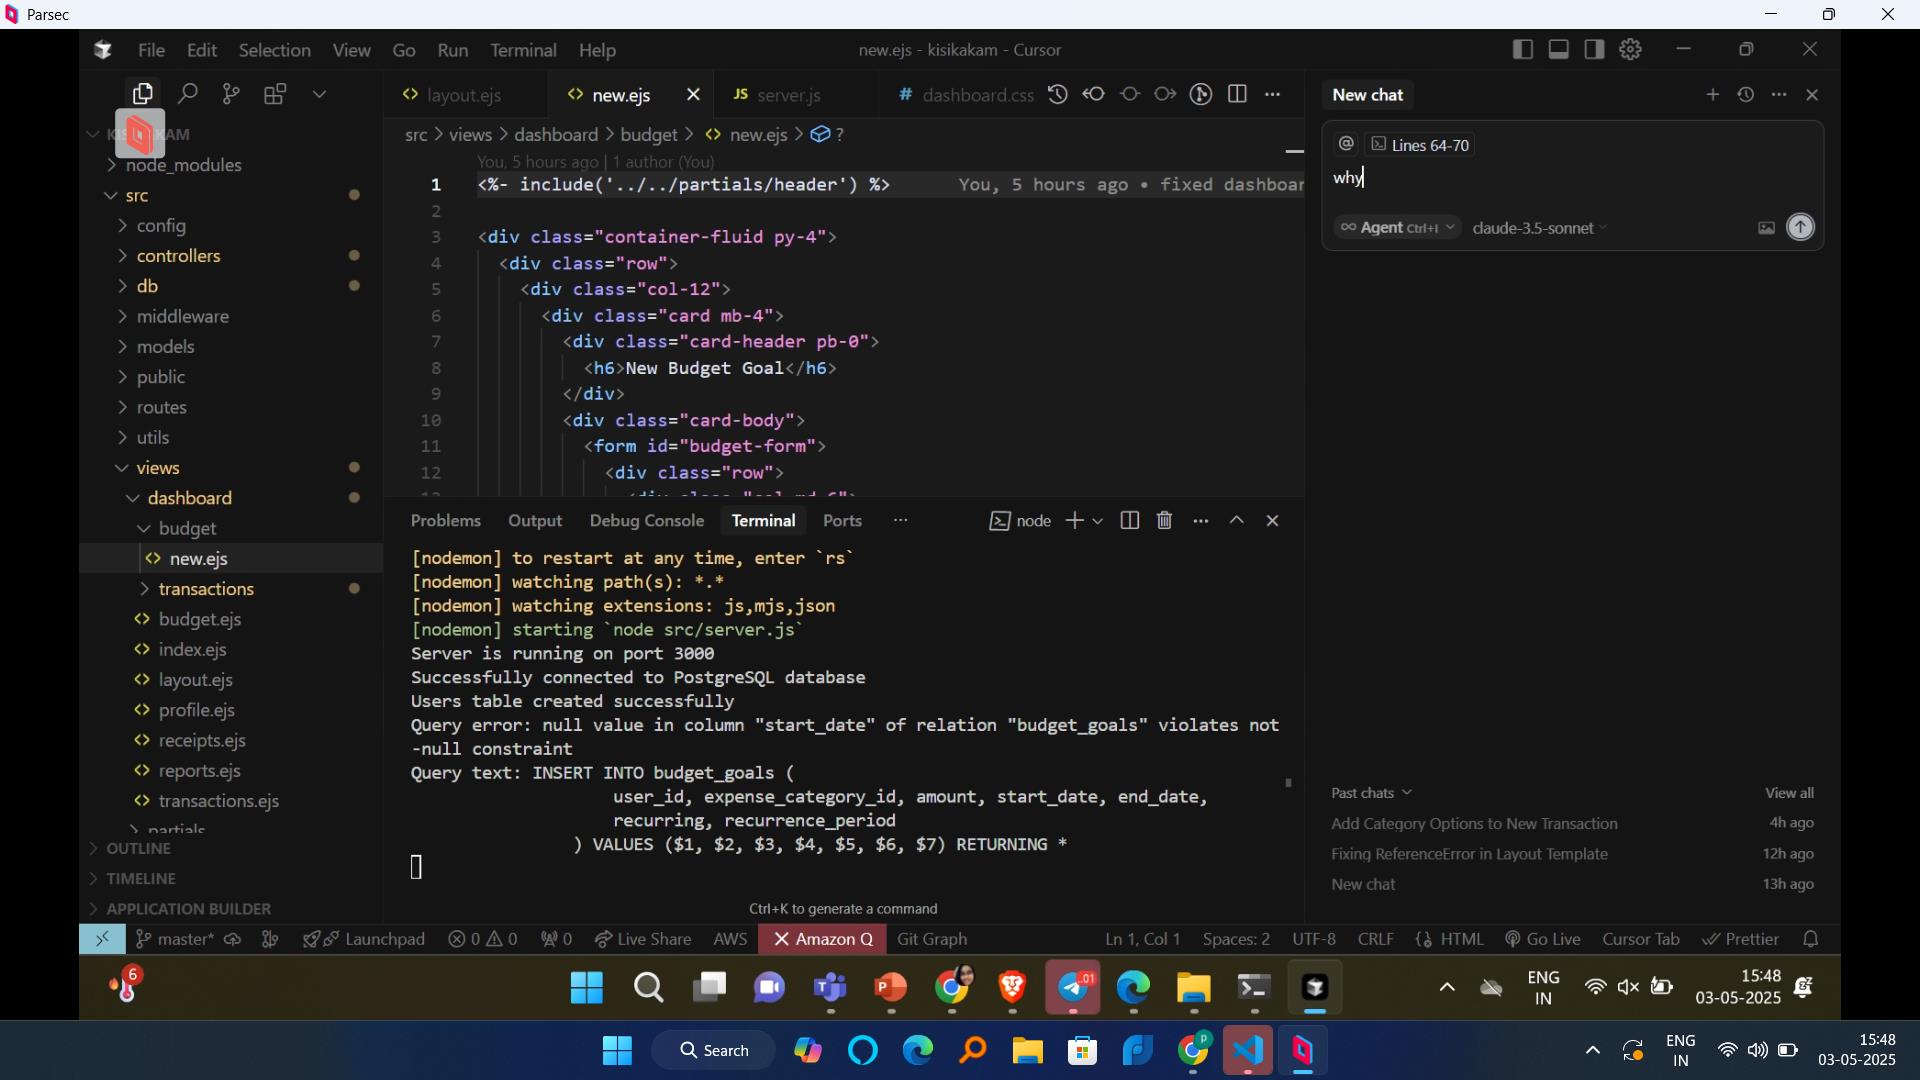 Parsec
File Edit Selection View Go Run Terminal Help
new.ejs - kisikakam - Cursor
layout.ejs
new.ejs
JS server.js
# dashboard.css
New chat
src > views > dashboard > budget > <> new.ejs > ?
@ Lines 64-70
why
Agent Ctrl+I
claude-3.5-sonnet
node_modules
src
config
controllers
db
middleware
models
public
routes
utils
views
dashboard
budget
new.ejs
transactions
budget.ejs
index.ejs
layout.ejs
profile.ejs
receipts.ejs
reports.ejs
transactions.ejs
partials
OUTLINE
TIMELINE
APPLICATION BUILDER
You, 5 hours ago | 1 author (You)
1 <%- include('../../partials/header') %> You, 5 hours ago • fixed dashboar
2
3 <div class="container-fluid py-4">
4 <div class="row">
5 <div class="col-12">
6 <div class="card mb-4">
7 <div class="card-header pb-0">
8 <h6>New Budget Goal</h6>
9 </div>
10 <div class="card-body">
11 <form id="budget-form">
12 <div class="row">
Problems Output Debug Console Terminal Ports ... node
[nodemon] to restart at any time, enter `rs`
[nodemon] watching path(s): *.*
[nodemon] watching extensions: js,mjs,json
[nodemon] starting `node src/server.js`
Server is running on port 3000
Successfully connected to PostgreSQL database
Users table created successfully
Query error: null value in column "start_date" of relation "budget_goals" violates not
-null constraint
Query text: INSERT INTO budget_goals (
user_id, expense_category_id, amount, start_date, end_date,
recurring, recurrence_period
) VALUES ($1, $2, $3, $4, $5, $6, $7) RETURNING *
Ctrl+K to generate a command
Past chats View all
Add Category Options to New Transaction 4h ago
Fixing ReferenceError in Layout Template 12h ago
New chat 13h ago
master* Launchpad 0 0 0 Live Share AWS Amazon Q Git Graph Ln 1, Col 1 Spaces: 2 UTF-8 CRLF HTML Go Live Cursor Tab Prettier
6
.01
ENG
IN
15:48
03-05-2025
Search
P
ENG
IN
15:48
03-05-2025